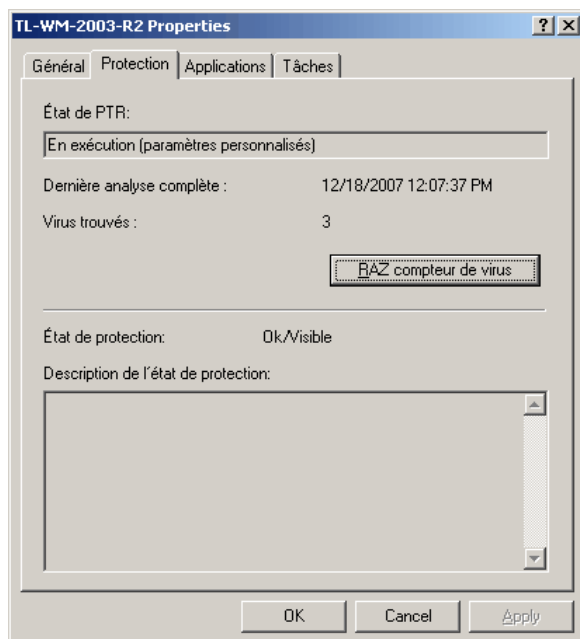 TL-WM-2003-R2 Properties
Général Protection Applications Tâches
État de PTR:
En exécution (paramètres personnalisés)
Dernière analyse complète : 12/18/2007 12:07:37 PM
Virus trouvés : 3
RAZ compteur de virus
État de protection: Ok/Visible
Description de l'état de protection:
OK Cancel Apply